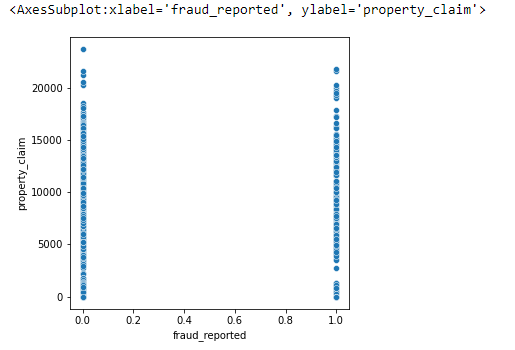 <AxesSubplot:xlabel='fraud_reported', ylabel='property_claim'>
20000
15000
10000
5000
0
property_claim
0.0 0.2 0.4 0.6 0.8 1.0
fraud_reported